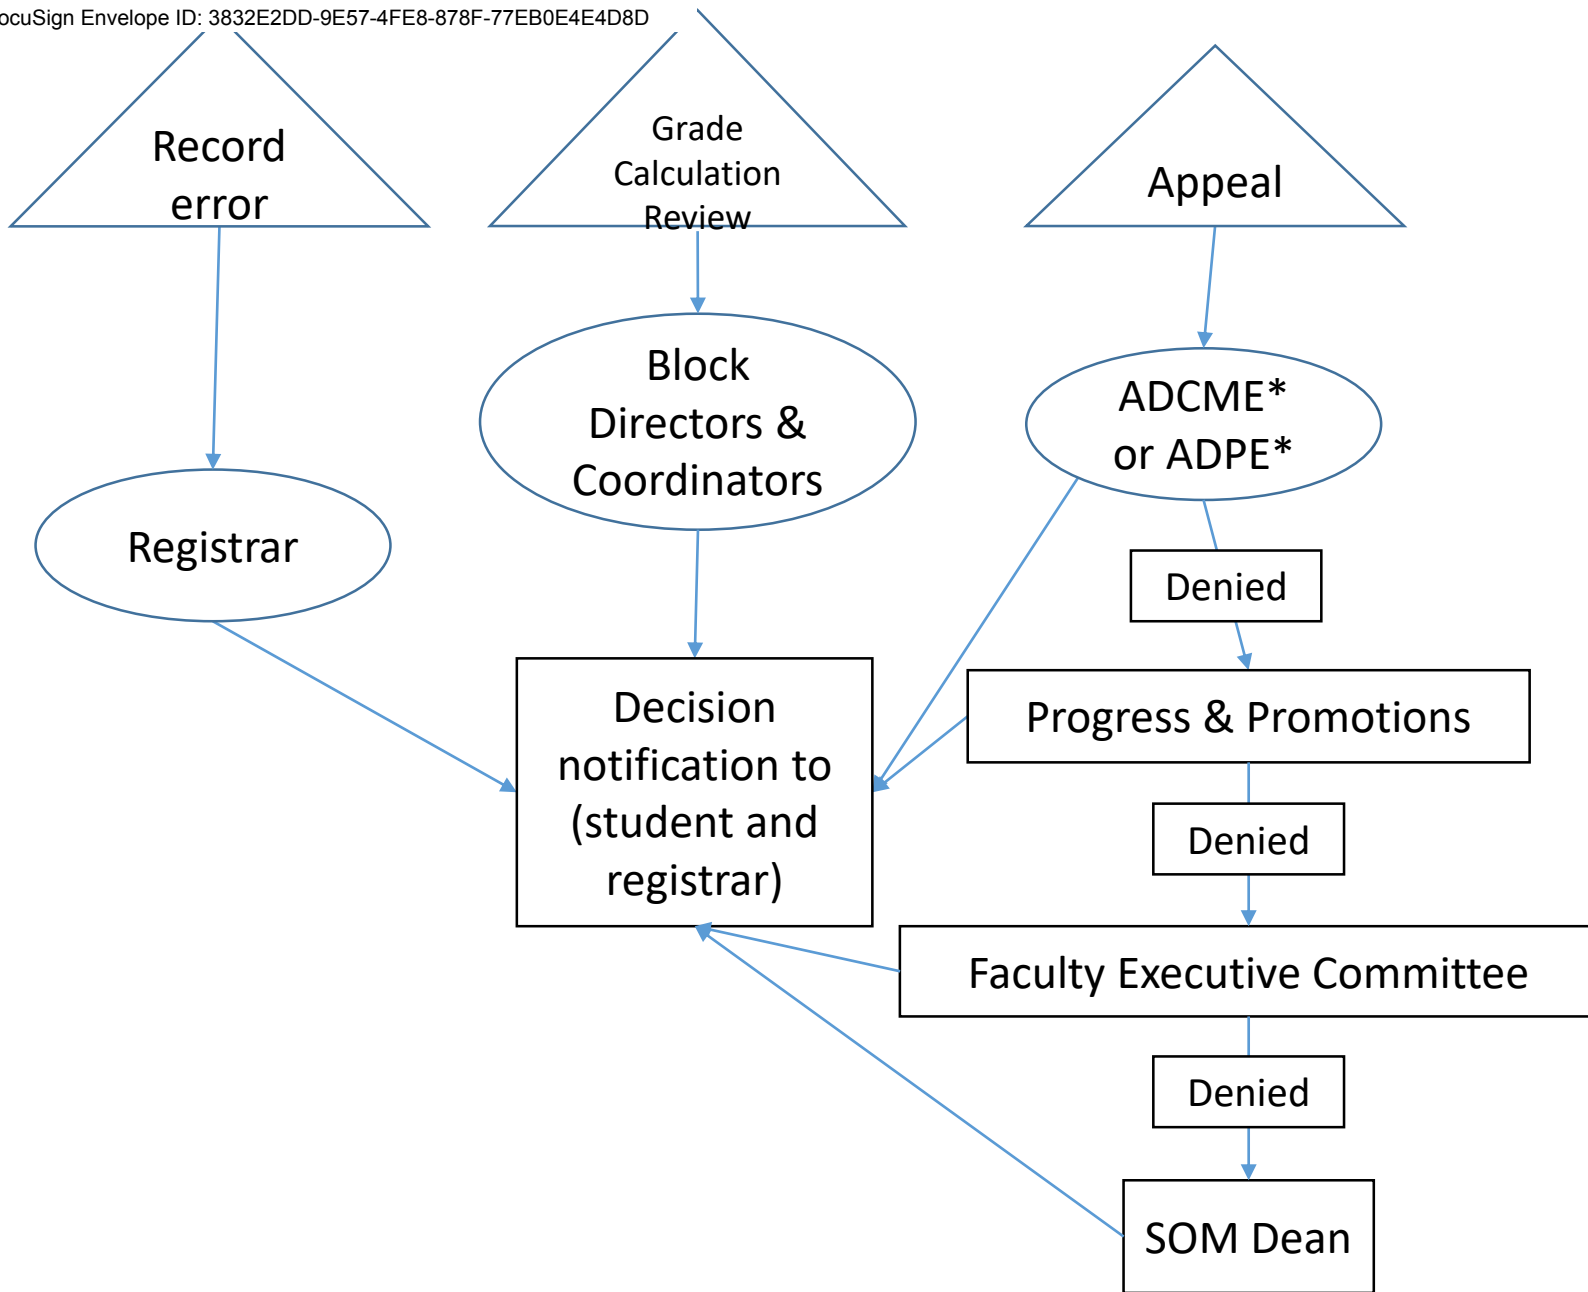 ocuSign Envelope ID: 3832E2DD-9E57-4FE8-878F-77EB0E4E4D8D
Record
error
Grade
Calculation
Review
Appeal
Registrar
Block
Directors &
Coordinators
ADCME*
or ADPE*
Denied
Decision
notification to
(student and
registrar)
Progress & Promotions
Denied
Faculty Executive Committee
Denied
SOM Dean